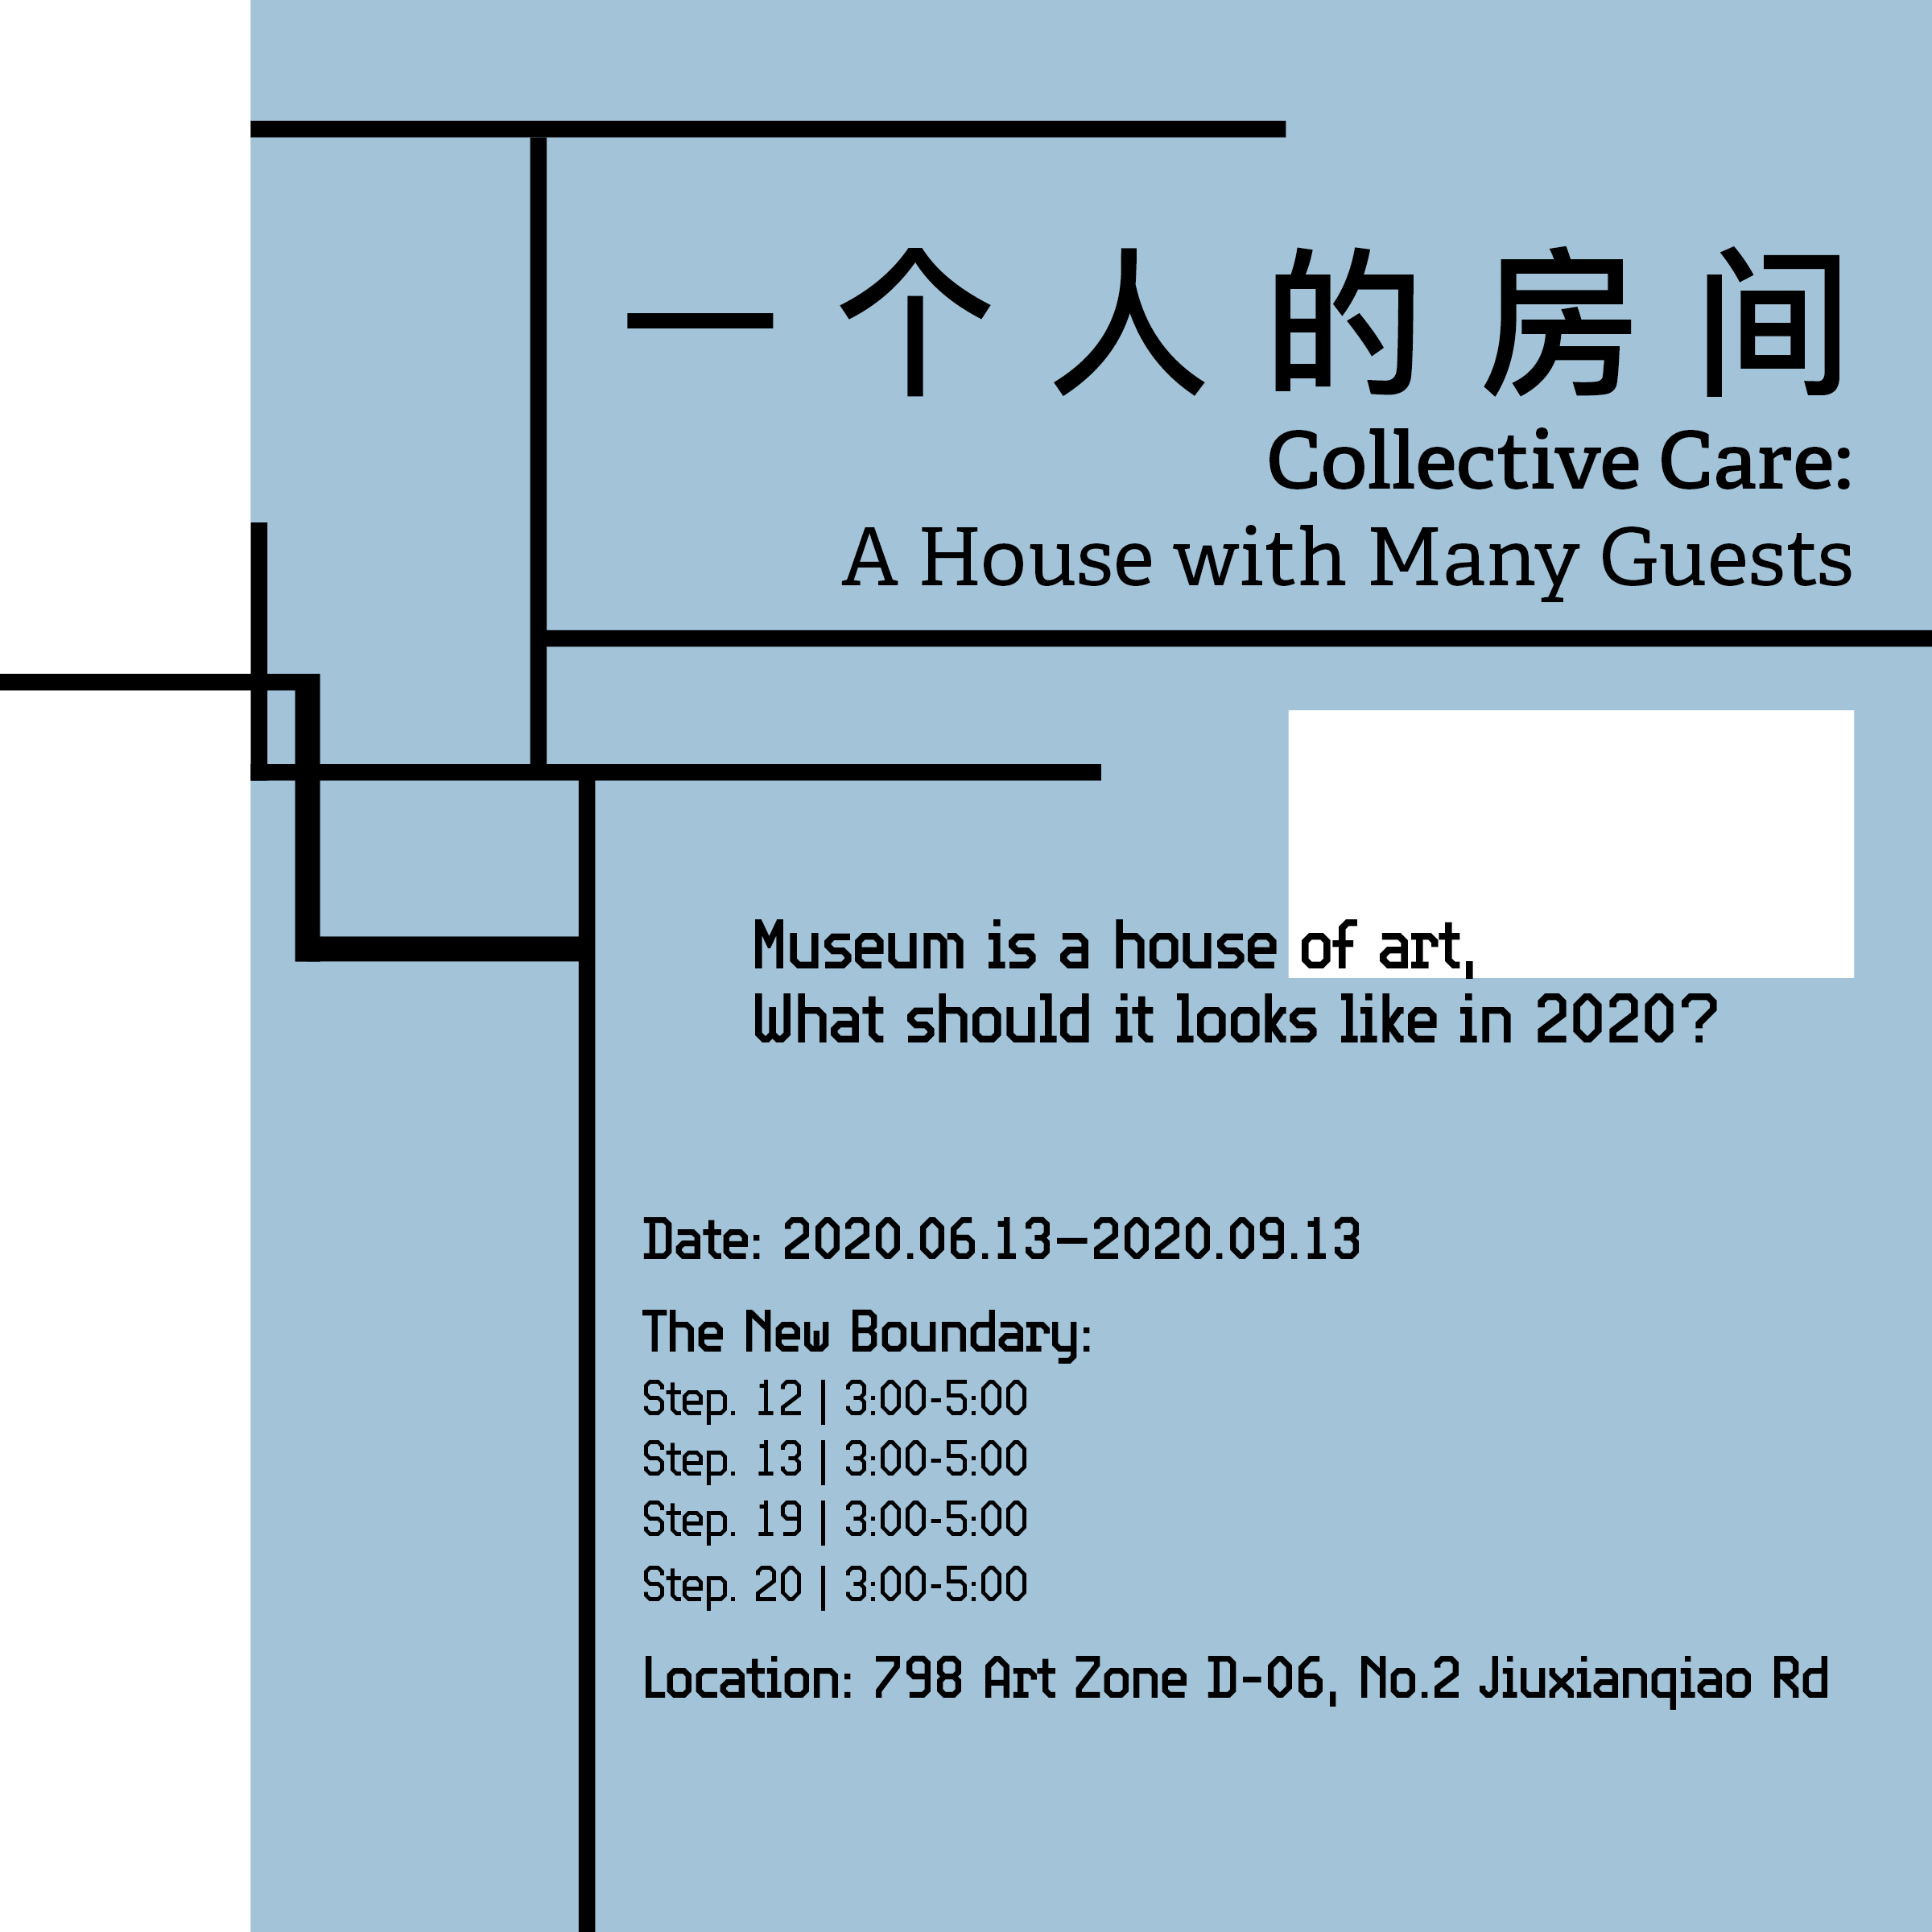 一个人的房间
Collective Care:
A House with Many Guests
Museum is a house of art,
What should it looks like in 2020?
Date: 2020.06.13—2020.09.13
The New Boundary:
Step. 12 | 3:00-5:00
Step. 13 | 3:00-5:00
Step. 19 | 3:00-5:00
Step. 20 | 3:00-5:00
Location: 798 Art Zone D-06, No.2 Jiuxianqiao Rd